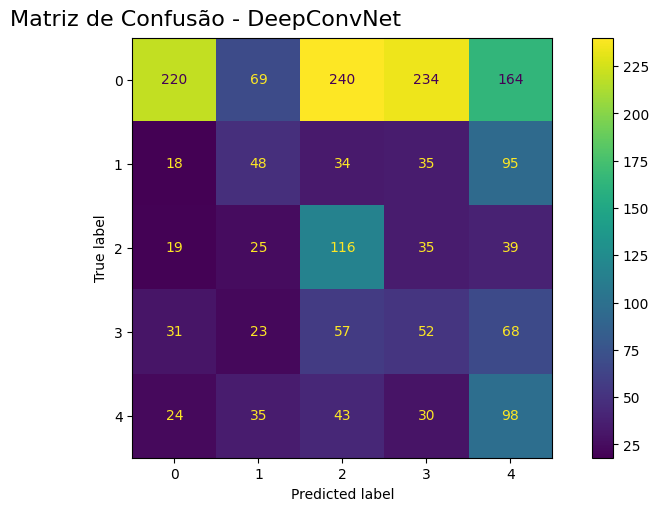 Matriz de Confusão - DeepConvNet
0 220 69 240 234 164
1 18 48 34 35 95
2 19 25 116 35 39
3 31 23 57 52 68
4 24 35 43 30 98
0 1 2 3 4
Predicted label
True label
225
200
175
150
125
100
75
50
25